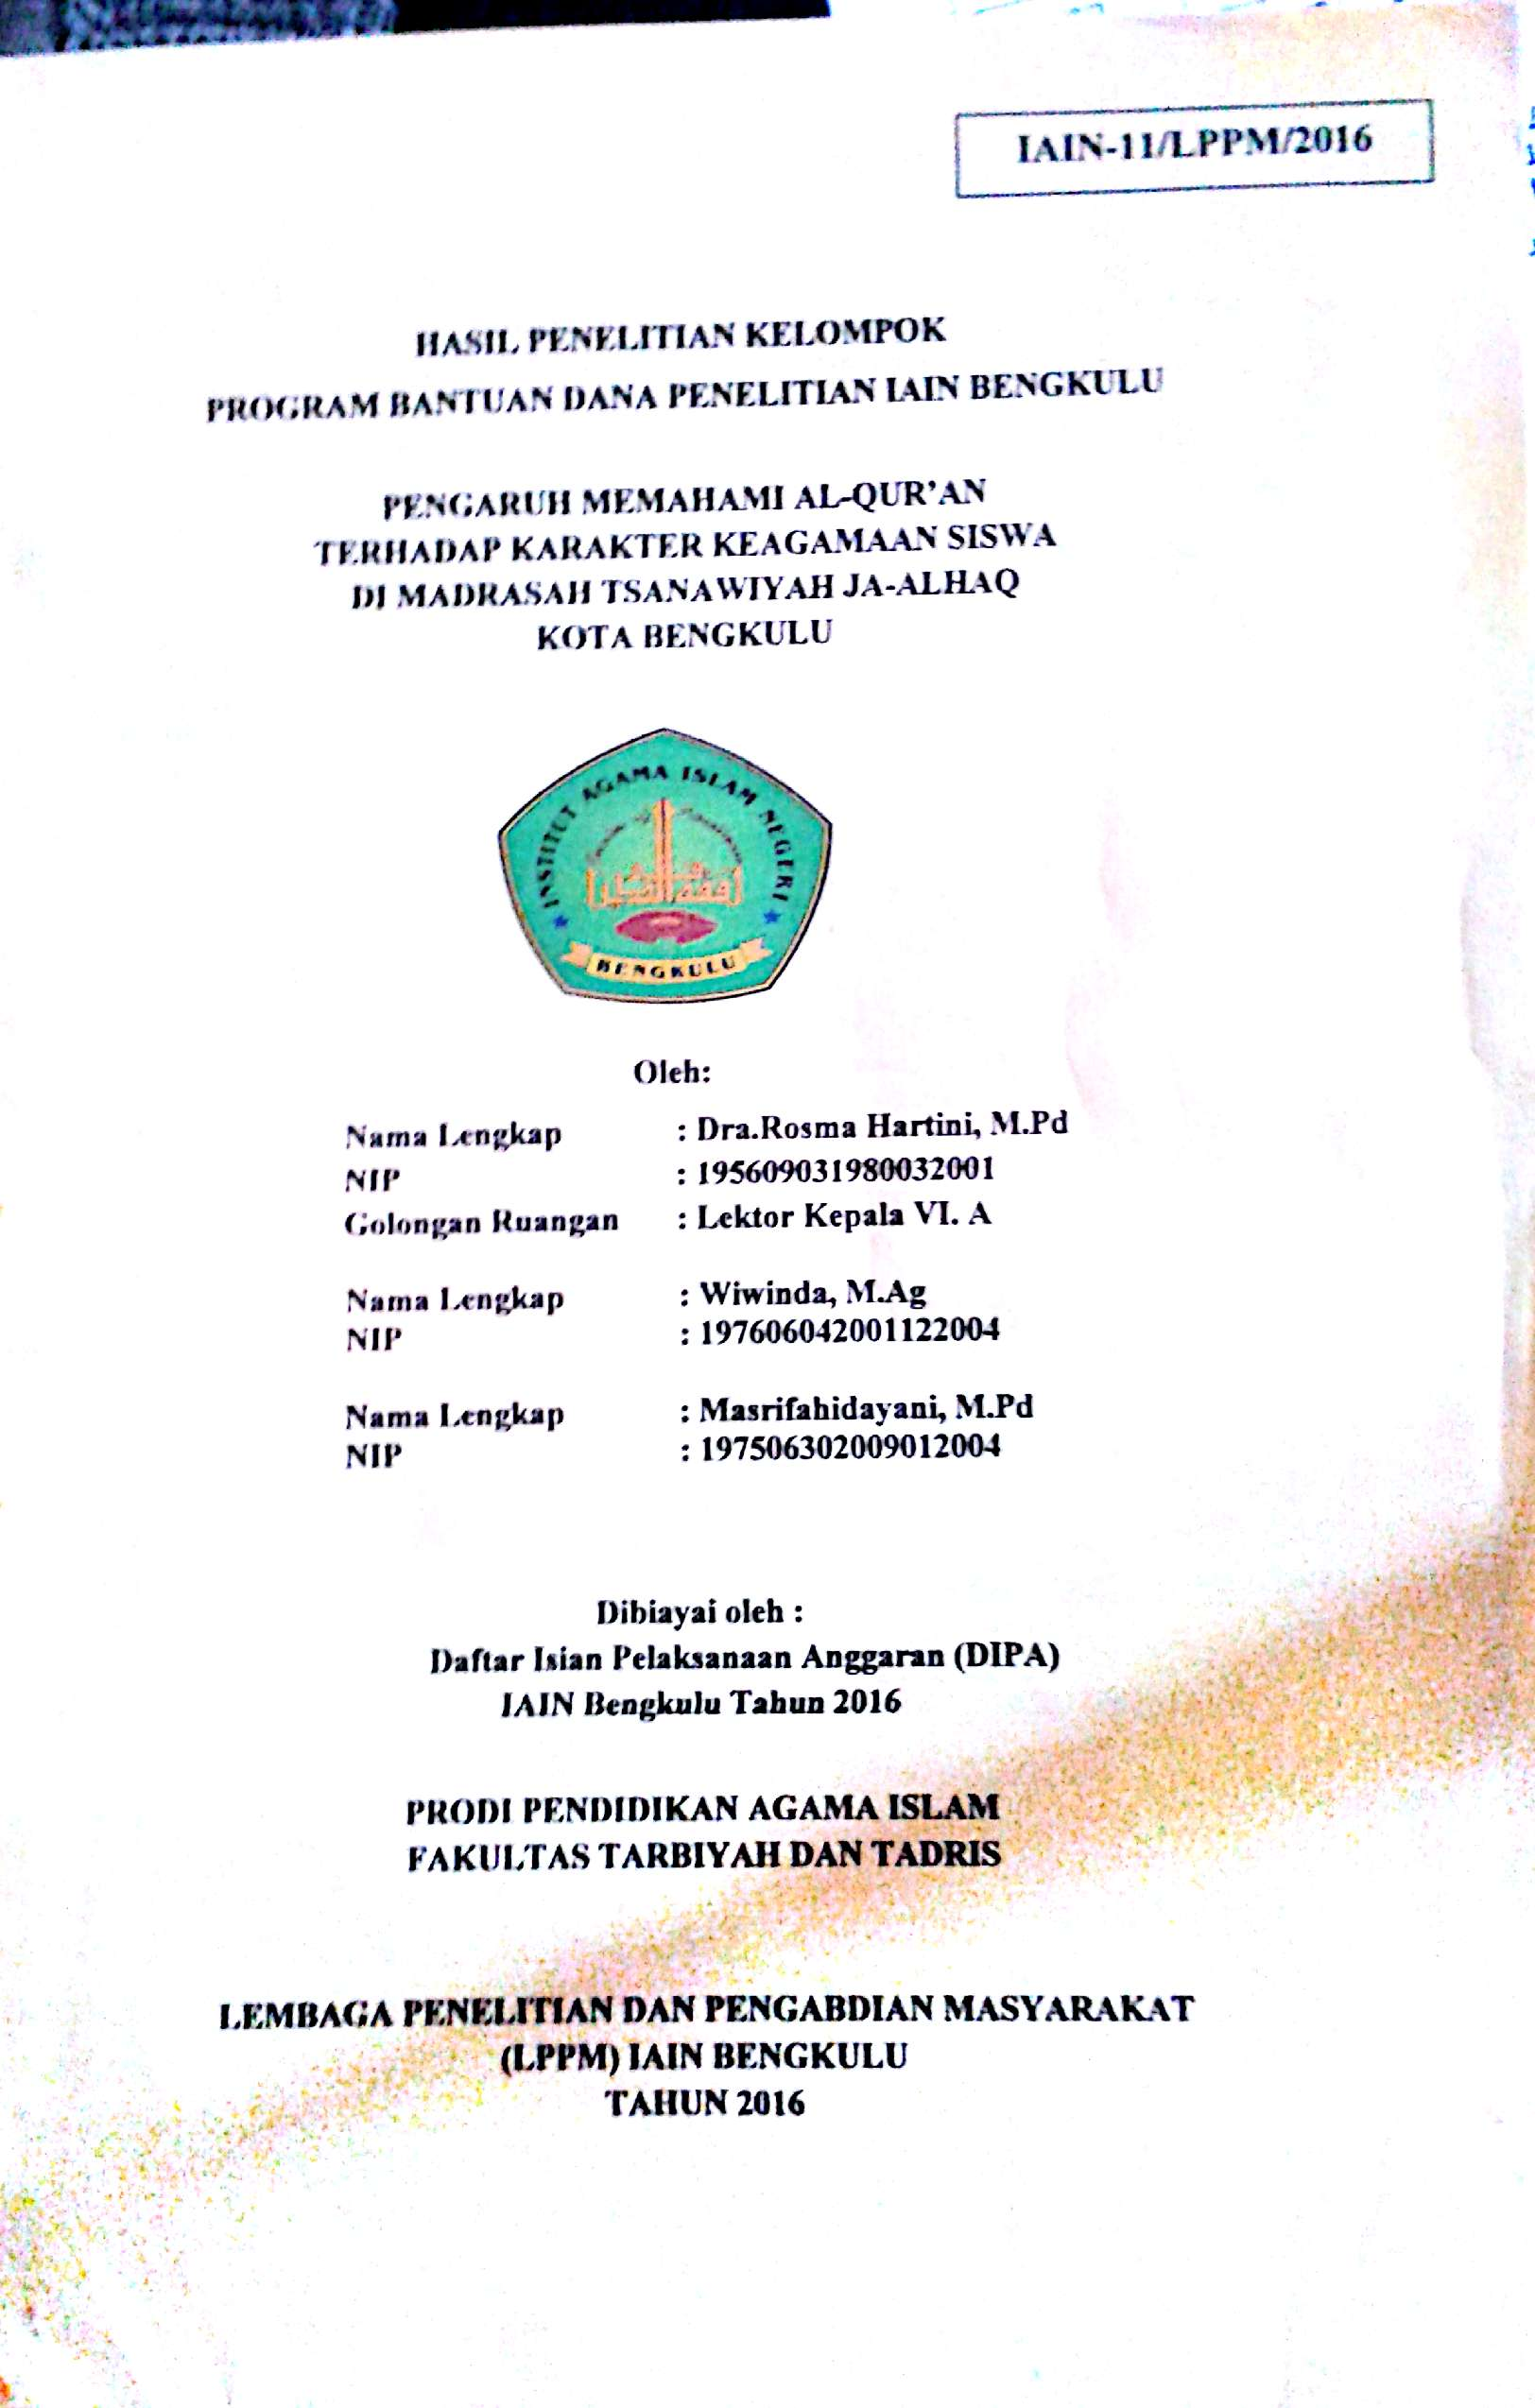 IAIN-11/LPPM/2016
HASIL PENELITIAN KELOMPOK
PROGRAM BANTUAN DANA PENELITIAN IAIN BENGKULU
PENGARUH MEMAHAMI AL-QUR'AN
TERHADAP KARAKTER KEAGAMAAN SISWA
DI MADRASAH TSANAWIYAH JA-ALHAQ
KOTA BENGKULU
INSTITUT AGAMA ISLAM NEGERI
BENGKULU
Oleh:
Nama Lengkap : Dra.Rosma Hartini, M.Pd
NIP : 195609031980032001
Golongan Ruangan : Lektor Kepala VI. A
Nama Lengkap : Wiwinda, M.Ag
NIP : 197606042001122004
Nama Lengkap : Masrifahidayani, M.Pd
NIP : 197506302009012004
Dibiayai oleh :
Daftar Isian Pelaksanaan Anggaran (DIPA)
IAIN Bengkulu Tahun 2016
PRODI PENDIDIKAN AGAMA ISLAM
FAKULTAS TARBIYAH DAN TADRIS
LEMBAGA PENELITIAN DAN PENGABDIAN MASYARAKAT
(LPPM) IAIN BENGKULU
TAHUN 2016